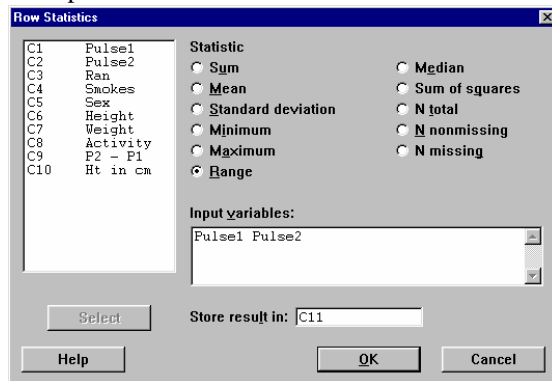 Row Statistics
C1 Pulse1
C2 Pulse2
C3 Ran
C4 Smokes
C5 Sex
C6 Height
C7 Weight
C8 Activity
C9 P2 - P1
C10 Ht in cm
Statistic
Sum
Mean
Standard deviation
Minimum
Maximum
Range
Median
Sum of squares
N total
N nonmissing
N missing
Input variables:
Pulse1 Pulse2
Select
Store result in: C11
Help
OK
Cancel